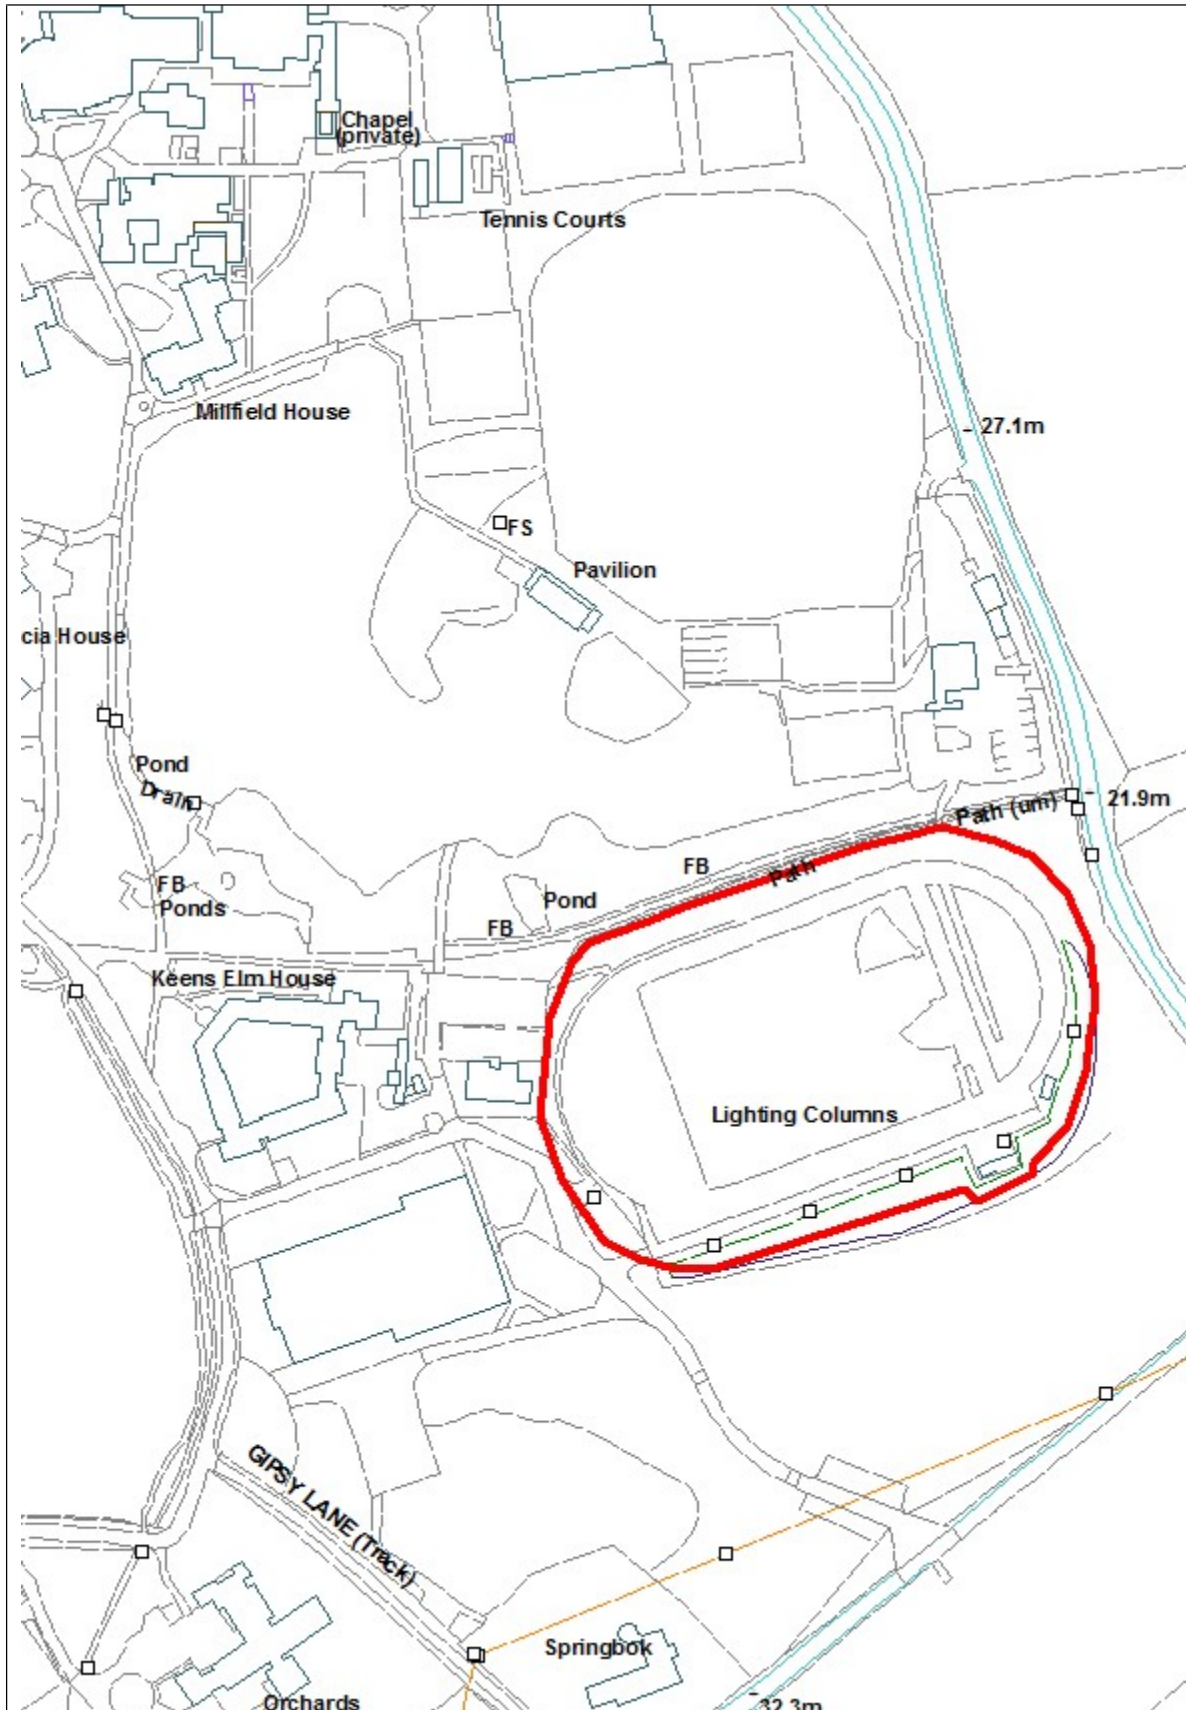 Chapel
(private)
Tennis Courts
Millfield House
27.1m
FS
Pavilion
cia House
Pond
Drain
21.9m
Path (um)
Path
FB
FB
Ponds
Pond
FB
Keens Elm House
Lighting Columns
GIPSY LANE (Track)
Springbok
Orchards
32.3m